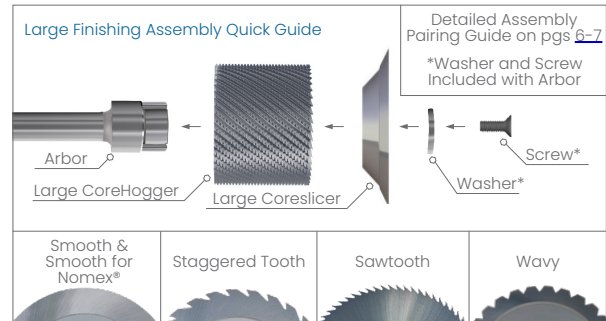 Large Finishing Assembly Quick Guide
Detailed Assembly
Pairing Guide on pgs 6-7
*Washer and Screw
Included with Arbor
Arbor
Large CoreHogger
Large Coreslicer
Washer*
Screw*
Smooth &
Smooth for
Nomex®
Staggered Tooth
Sawtooth
Wavy